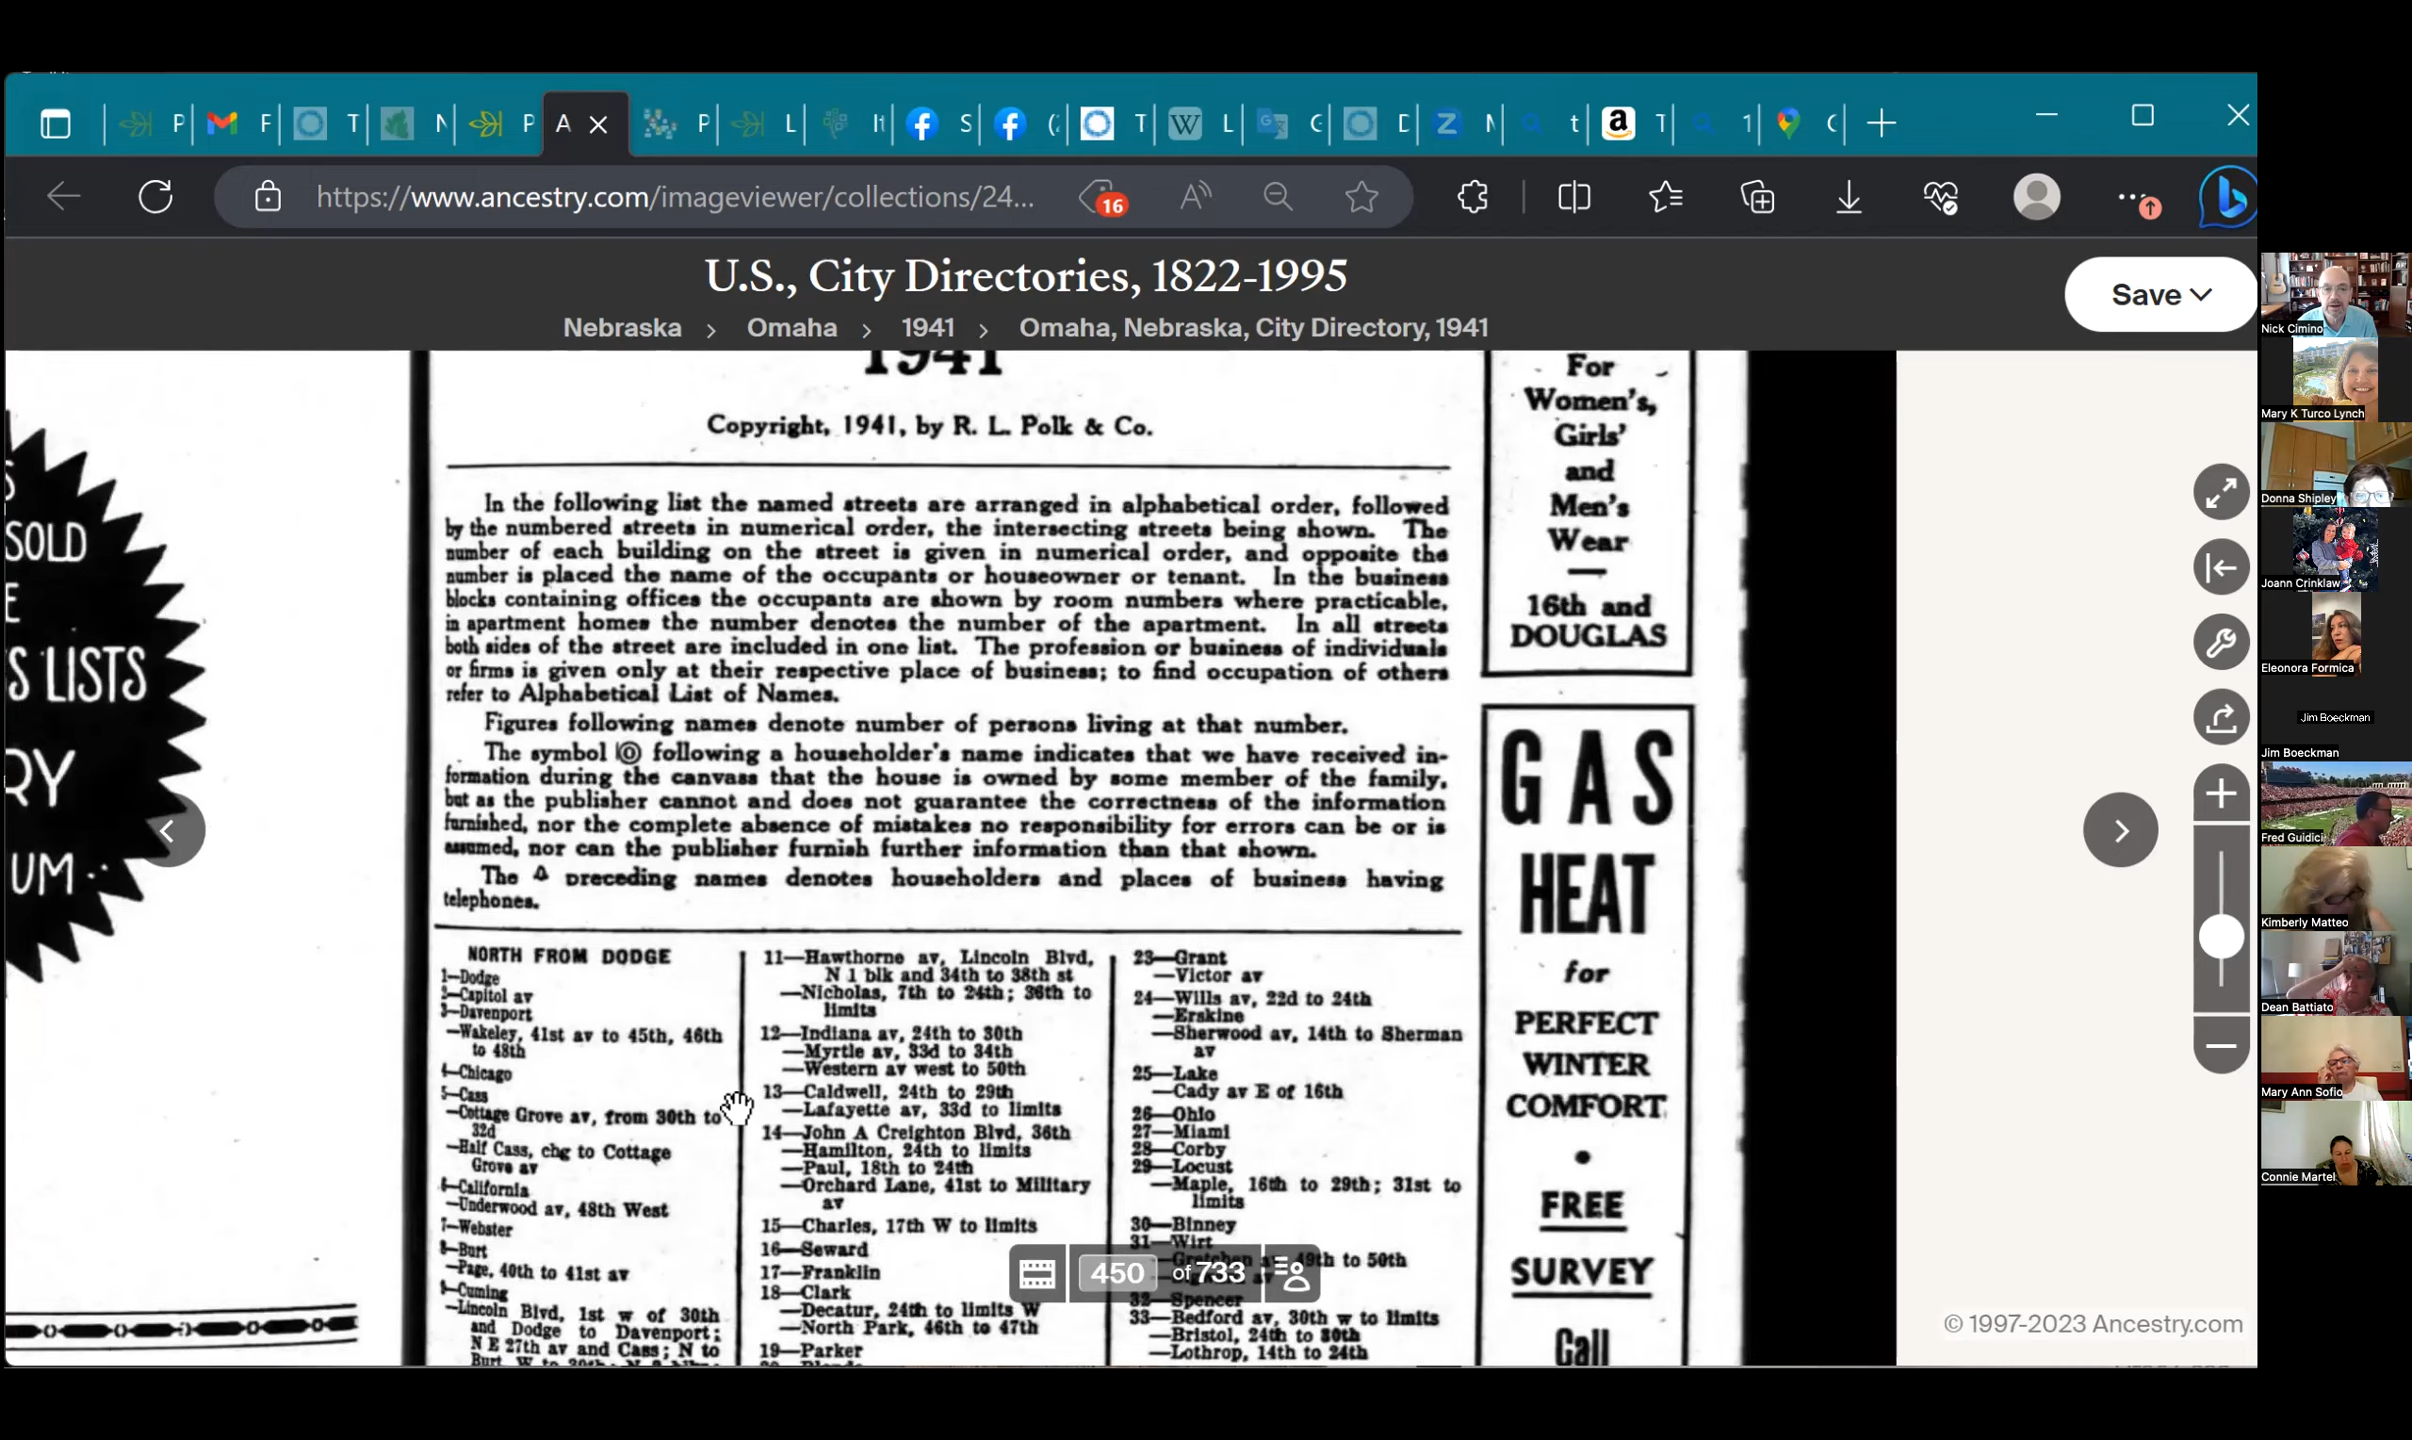 P
F
T
N
P
A
P
L
It
S
(2
T
L
G
D
N
t
T
1
C
https://www.ancestry.com/imageviewer/collections/24...
16
U.S., City Directories, 1822-1995
Nebraska > Omaha > 1941 > Omaha, Nebraska, City Directory, 1941
Save
SOLD
S LISTS
RY
UM..
1941
Copyright, 1941, by R. L. Polk & Co.
In the following list the named streets are arranged in alphabetical order, followed
by the numbered streets in numerical order, the intersecting streets being shown. The
number of each building on the street is given in numerical order, and opposite the
number is placed the name of the occupants or houseowner or tenant. In the business
blocks containing offices the occupants are shown by room numbers where practicable,
in apartment homes the number denotes the number of the apartment. In all streets
both sides of the street are included in one list. The profession or business of individuals
or firms is given only at their respective place of business; to find occupation of others
refer to Alphabetical List of Names.
Figures following names denote number of persons living at that number.
The symbol ⓞ following a householder's name indicates that we have received in-
formation during the canvass that the house is owned by some member of the family,
but as the publisher cannot and does not guarantee the correctness of the information
furnished, nor the complete absence of mistakes no responsibility for errors can be or is
assumed, nor can the publisher furnish further information than that shown.
The △ preceding names denotes householders and places of business having
telephones.
NORTH FROM DODGE
1—Dodge
2—Capitol av
3—Davenport
—Wakeley, 41st av to 45th, 46th
to 48th
4—Chicago
5—Cass
—Cottage Grove av, from 30th to
32d
—Half Cass, chg to Cottage
Grove av
6—California
—Underwood av, 48th West
7—Webster
8—Burt
—Page, 40th to 41st av
9—Cuming
—Lincoln Blvd, 1st w of 30th
and Dodge to Davenport;
N E 27th av and Cass; N to
11—Hawthorne av, Lincoln Blvd,
N 1 blk and 34th to 38th st
—Nicholas, 7th to 24th; 36th to
limits
12—Indiana av, 24th to 30th
—Myrtle av, 33d to 34th
—Western av west to 50th
13—Caldwell, 24th to 29th
—Lafayette av, 33d to limits
14—John A Creighton Blvd, 36th
—Hamilton, 24th to limits
—Paul, 18th to 24th
—Orchard Lane, 41st to Military
av
15—Charles, 17th W to limits
16—Seward
17—Franklin
18—Clark
—Decatur, 24th to limits W
—North Park, 46th to 47th
19—Parker
23—Grant
—Victor av
24—Wills av, 22d to 24th
—Erskine
—Sherwood av, 14th to Sherman
av
25—Lake
—Cady av E of 16th
26—Ohio
27—Miami
28—Corby
29—Locust
—Maple, 16th to 29th; 31st to
limits
30—Binney
31—Wirt
—Gretchen av, 49th to 50th
32—Spencer
33—Bedford av, 30th w to limits
—Bristol, 24th to 30th
—Lothrop, 14th to 24th
For
Women's,
Girls'
and
Men's
Wear
16th and
DOUGLAS
GAS
HEAT
for
PERFECT
WINTER
COMFORT
•
FREE
SURVEY
Call
450 of 733
© 1997-2023 Ancestry.com
Nick Cimino
Mary K Turco Lynch
Donna Shipley
Joann Crinklaw
Eleonora Formica
Jim Boeckman
Jim Boeckman
Fred Guidici
Kimberly Matteo
Dean Battiato
Mary Ann Sofio
Connie Martel